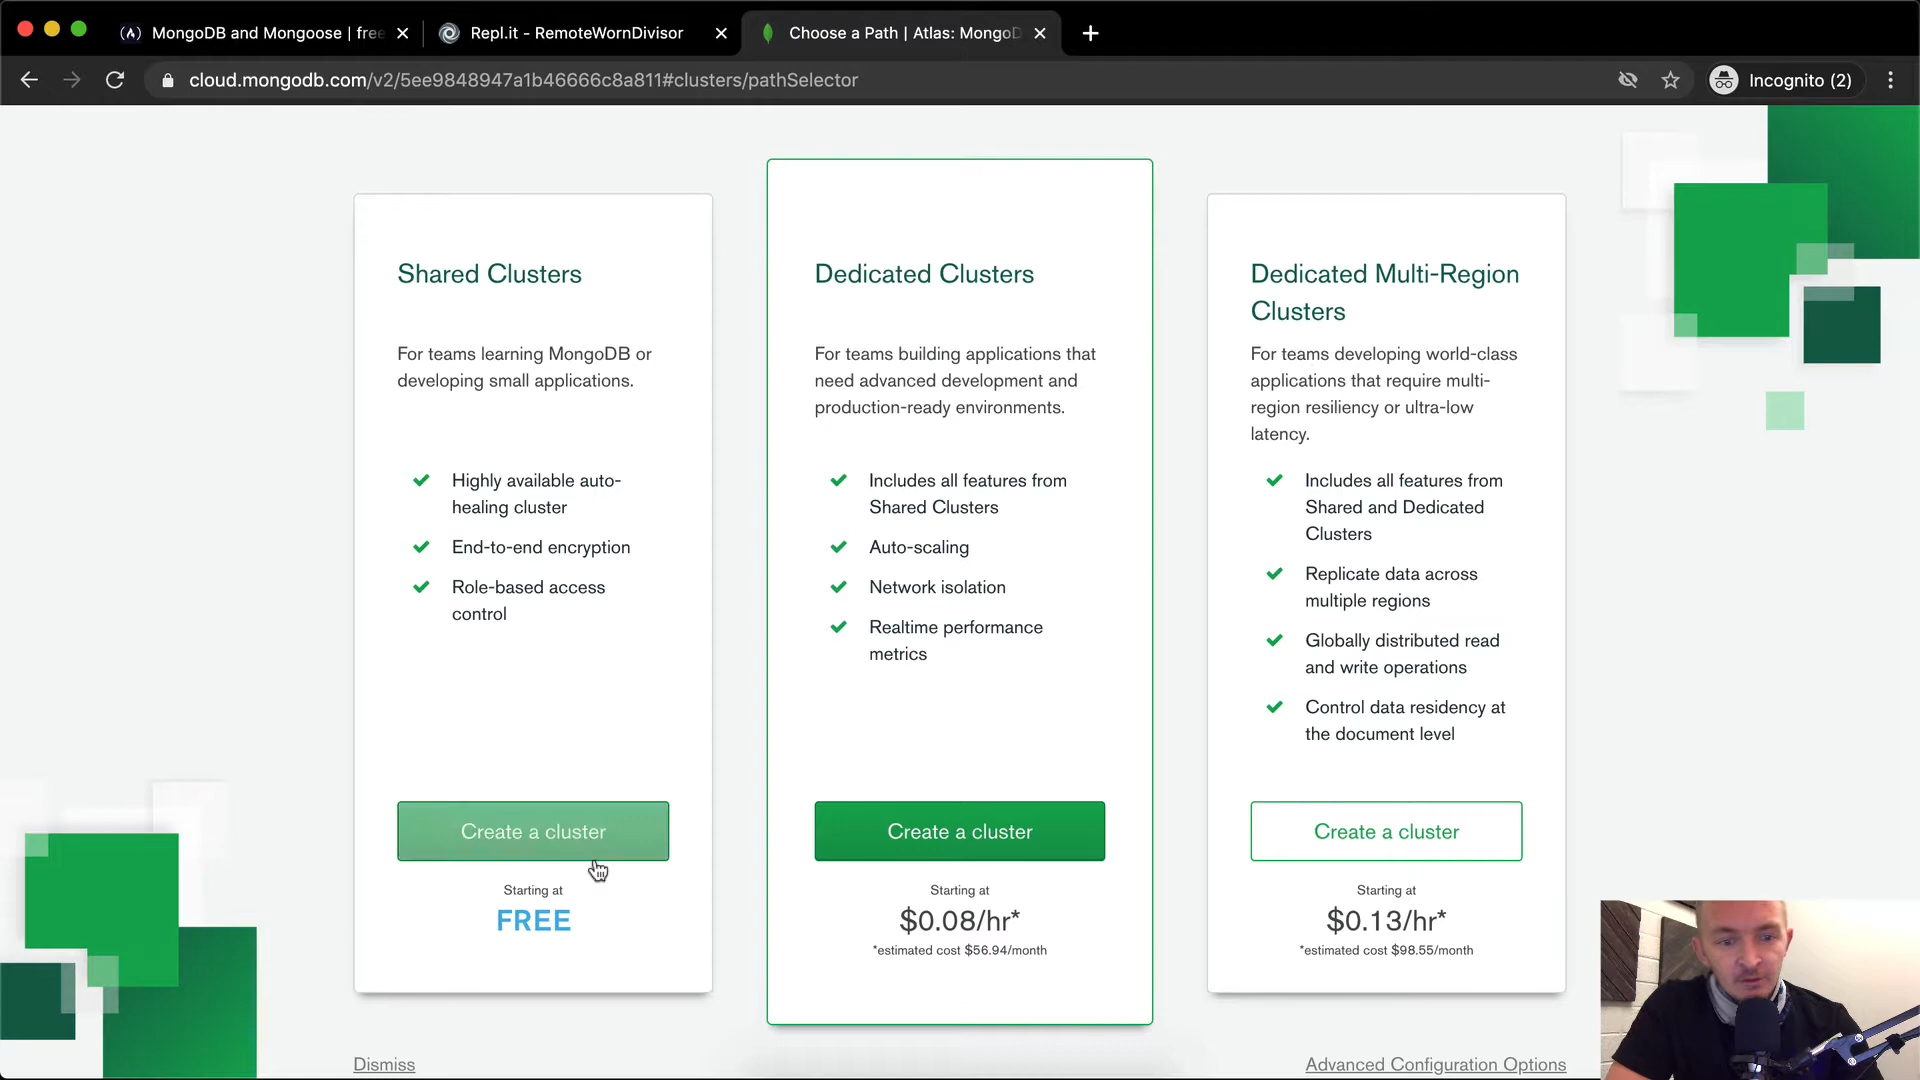 MongoDB and Mongoose | free
Repl.it - RemoteWornDivisor
Choose a Path | Atlas: MongoD
cloud.mongodb.com/v2/5ee9848947a1b46666c8a811#clusters/pathSelector
Incognito (2)
Shared Clusters
For teams learning MongoDB or
developing small applications.
Highly available auto-
healing cluster
End-to-end encryption
Role-based access
control
Create a cluster
Starting at
FREE
Dedicated Clusters
For teams building applications that
need advanced development and
production-ready environments.
Includes all features from
Shared Clusters
Auto-scaling
Network isolation
Realtime performance
metrics
Create a cluster
Starting at
$0.08/hr*
*estimated cost $56.94/month
Dedicated Multi-Region
Clusters
For teams developing world-class
applications that require multi-
region resiliency or ultra-low
latency.
Includes all features from
Shared and Dedicated
Clusters
Replicate data across
multiple regions
Globally distributed read
and write operations
Control data residency at
the document level
Create a cluster
Starting at
$0.13/hr*
*estimated cost $98.55/month
Dismiss
Advanced Configuration Options